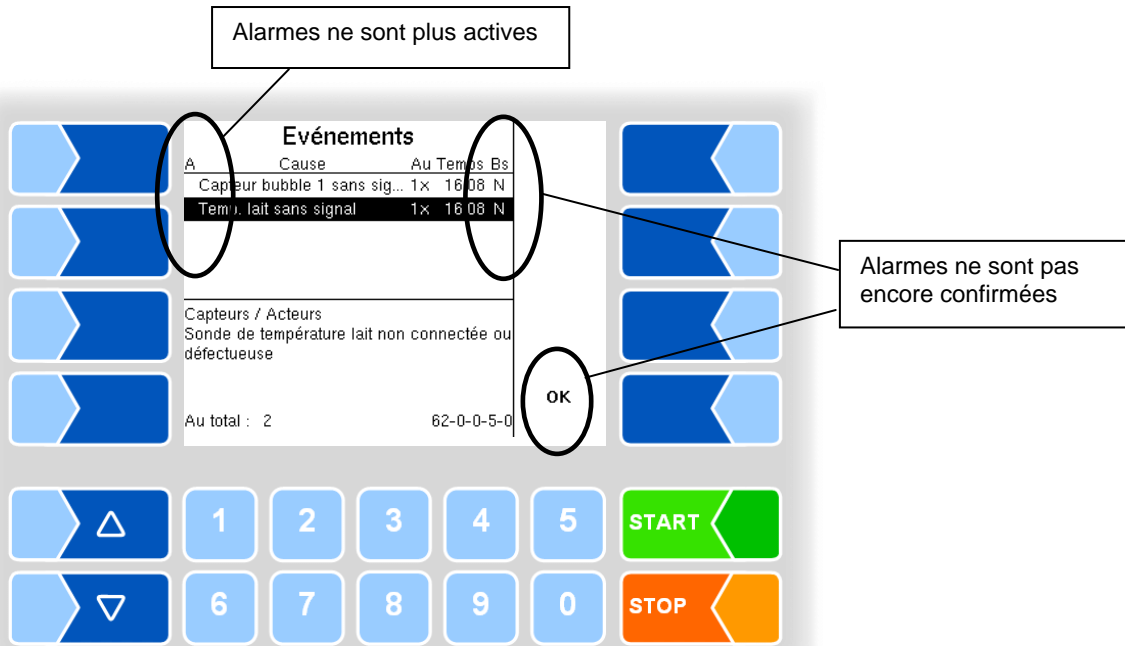 Alarmes ne sont plus actives
Evénements
A Cause Au Temps Bs
Capteur bubble 1 sans sig... 1x 16:08 N
Temp. lait sans signal 1x 16:08 N
Alarmes ne sont pas
encore confirmées
Capteurs / Acteurs
Sonde de température lait non connectée ou
défectueuse
OK
Au total : 2 62-0-0-5-0
1 2 3 4 5 START
6 7 8 9 0 STOP